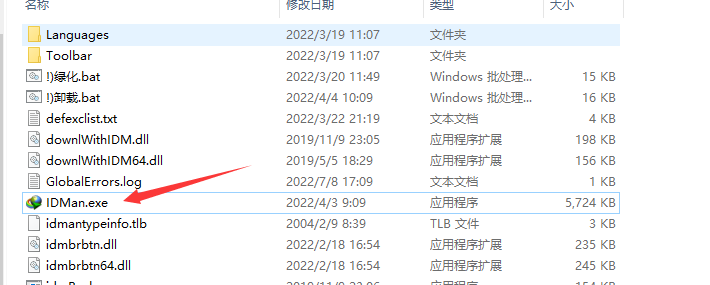 名称 修改日期 类型 大小
Languages 2022/3/19 11:07 文件夹
Toolbar 2022/3/19 11:07 文件夹
!)绿化.bat 2022/3/20 11:49 Windows 批处理... 15 KB
!)卸载.bat 2022/4/4 10:09 Windows 批处理... 16 KB
defexclist.txt 2022/3/22 21:19 文本文档 4 KB
downlWithIDM.dll 2019/11/9 23:05 应用程序扩展 198 KB
downlWithIDM64.dll 2019/5/5 18:29 应用程序扩展 156 KB
GlobalErrors.log 2022/7/8 17:09 文本文档 1 KB
IDMan.exe 2022/4/3 9:09 应用程序 5,724 KB
idmantypeinfo.tlb 2004/2/9 8:39 TLB 文件 3 KB
idmbrbtn.dll 2022/2/18 16:54 应用程序扩展 235 KB
idmbrbtn64.dll 2022/2/18 16:54 应用程序扩展 245 KB